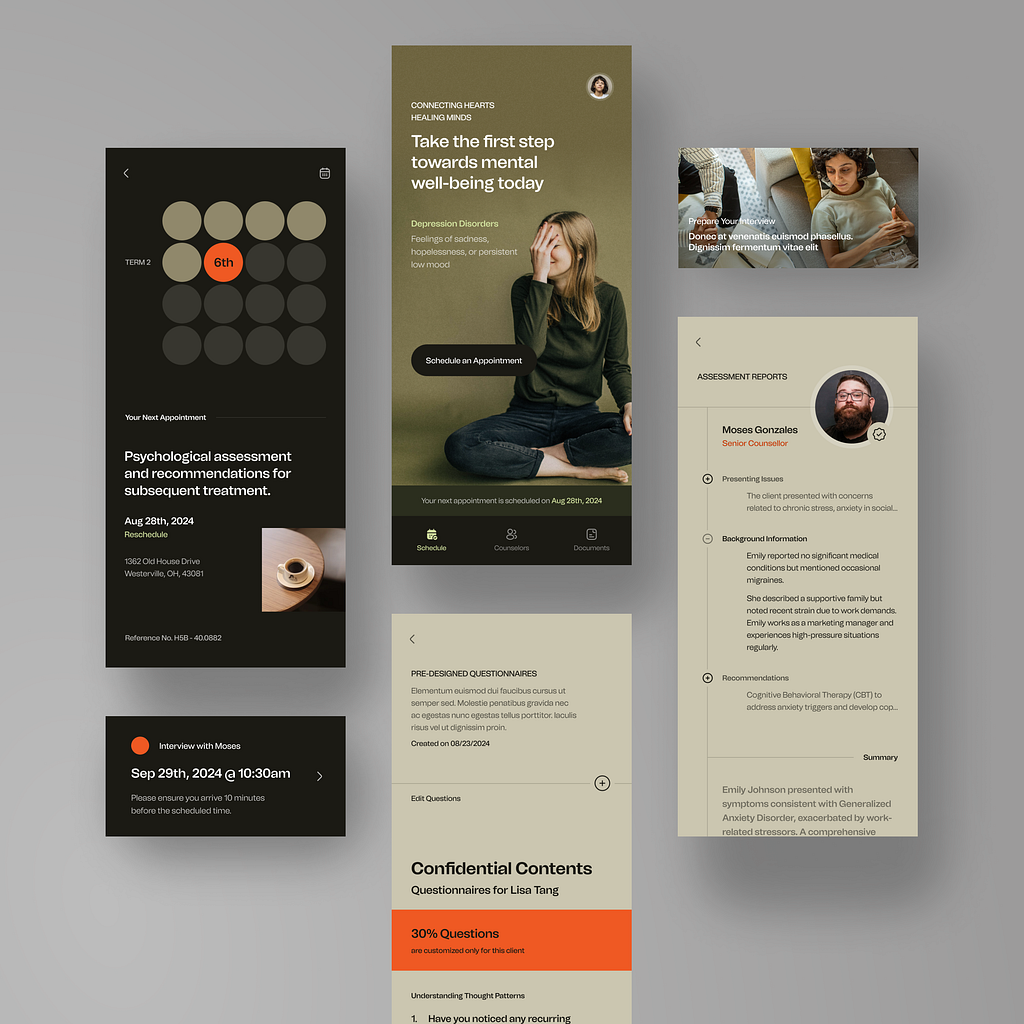 TERM 2
6th
Your Next Appointment
Psychological assessment
and recommendations for
subsequent treatment.
Aug 28th, 2024
Reschedule
1362 Old House Drive
Westerville, OH, 43081
Reference No. H5B - 40.0882
Interview with Moses
Sep 29th, 2024 @ 10:30am
Please ensure you arrive 10 minutes
before the scheduled time.
CONNECTING HEARTS
HEALING MINDS
Take the first step
towards mental
well-being today
Depression Disorders
Feelings of sadness,
hopelessness, or persistent
low mood
Schedule an Appointment
Your next appointment is scheduled on Aug 28th, 2024
Schedule
Counselors
Documents
PRE-DESIGNED QUESTIONNAIRES
Elementum euismod dui faucibus cursus ut
semper sed. Molestie penatibus gravida nec
ac egestas nunc egestas tellus porttitor. Iaculis
risus vel ut dignissim proin.
Created on 08/23/2024
Edit Questions
Confidential Contents
Questionnaires for Lisa Tang
30% Questions
are customized only for this client
Understanding Thought Patterns
1. Have you noticed any recurring
Prepare Your Interview
Donec at venenatis euismod phasellus.
Dignissim fermentum vitae elit
ASSESSMENT REPORTS
Moses Gonzales
Senior Counsellor
Presenting Issues
The client presented with concerns
related to chronic stress, anxiety in social...
Background Information
Emily reported no significant medical
conditions but mentioned occasional
migraines.
She described a supportive family but
noted recent strain due to work demands.
Emily works as a marketing manager and
experiences high-pressure situations
regularly.
Recommendations
Cognitive Behavioral Therapy (CBT) to
address anxiety triggers and develop cop...
Summary
Emily Johnson presented with
symptoms consistent with Generalized
Anxiety Disorder, exacerbated by work-
related stressors. A comprehensive